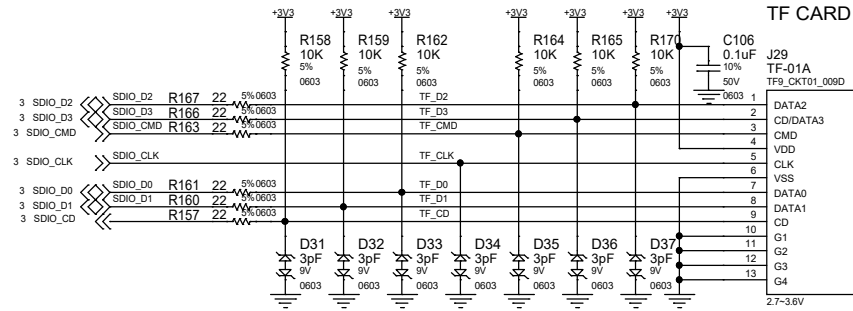 TF CARD
+3V3 +3V3 +3V3 +3V3 +3V3 +3V3 +3V3
R158 R159 R162 R164 R165 R170 C106
10K 10K 10K 10K 10K 10K 0.1uF J29
5% 5% 5% 5% 5% 5% 10% TF-01A
0603 0603 0603 0603 0603 0603 50V TF9_CKT01_009D
0603
3 SDIO_D2 SDIO_D2 R167 22 5% 0603 TF_D2 1 DATA2
3 SDIO_D3 SDIO_D3 R166 22 5% 0603 TF_D3 2 CD/DATA3
3 SDIO_CMD SDIO_CMD R163 22 5% 0603 TF_CMD 3 CMD
4 VDD
3 SDIO_CLK SDIO_CLK TF_CLK 5 CLK
6 VSS
3 SDIO_D0 SDIO_D0 R161 22 5% 0603 TF_D0 7 DATA0
3 SDIO_D1 SDIO_D1 R160 22 5% 0603 TF_D1 8 DATA1
3 SDIO_CD R157 22 5% 0603 TF_CD 9 CD
10 G1
11 G2
12 G3
13 G4
D31 D32 D33 D34 D35 D36 D37
3pF 3pF 3pF 3pF 3pF 3pF 3pF
9V 9V 9V 9V 9V 9V 9V
0603 0603 0603 0603 0603 0603 0603
2.7~3.6V